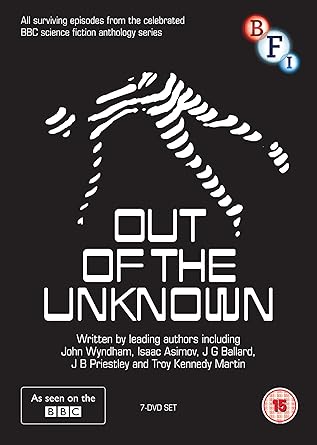 All surviving episodes from the celebrated
BBC science fiction anthology series
B
F
I
OUT
OF THE
UNKNOWN
Written by leading authors including
John Wyndham, Isaac Asimov, J G Ballard,
J B Priestley and Troy Kennedy Martin
As seen on the
BBC
7-DVD SET
15